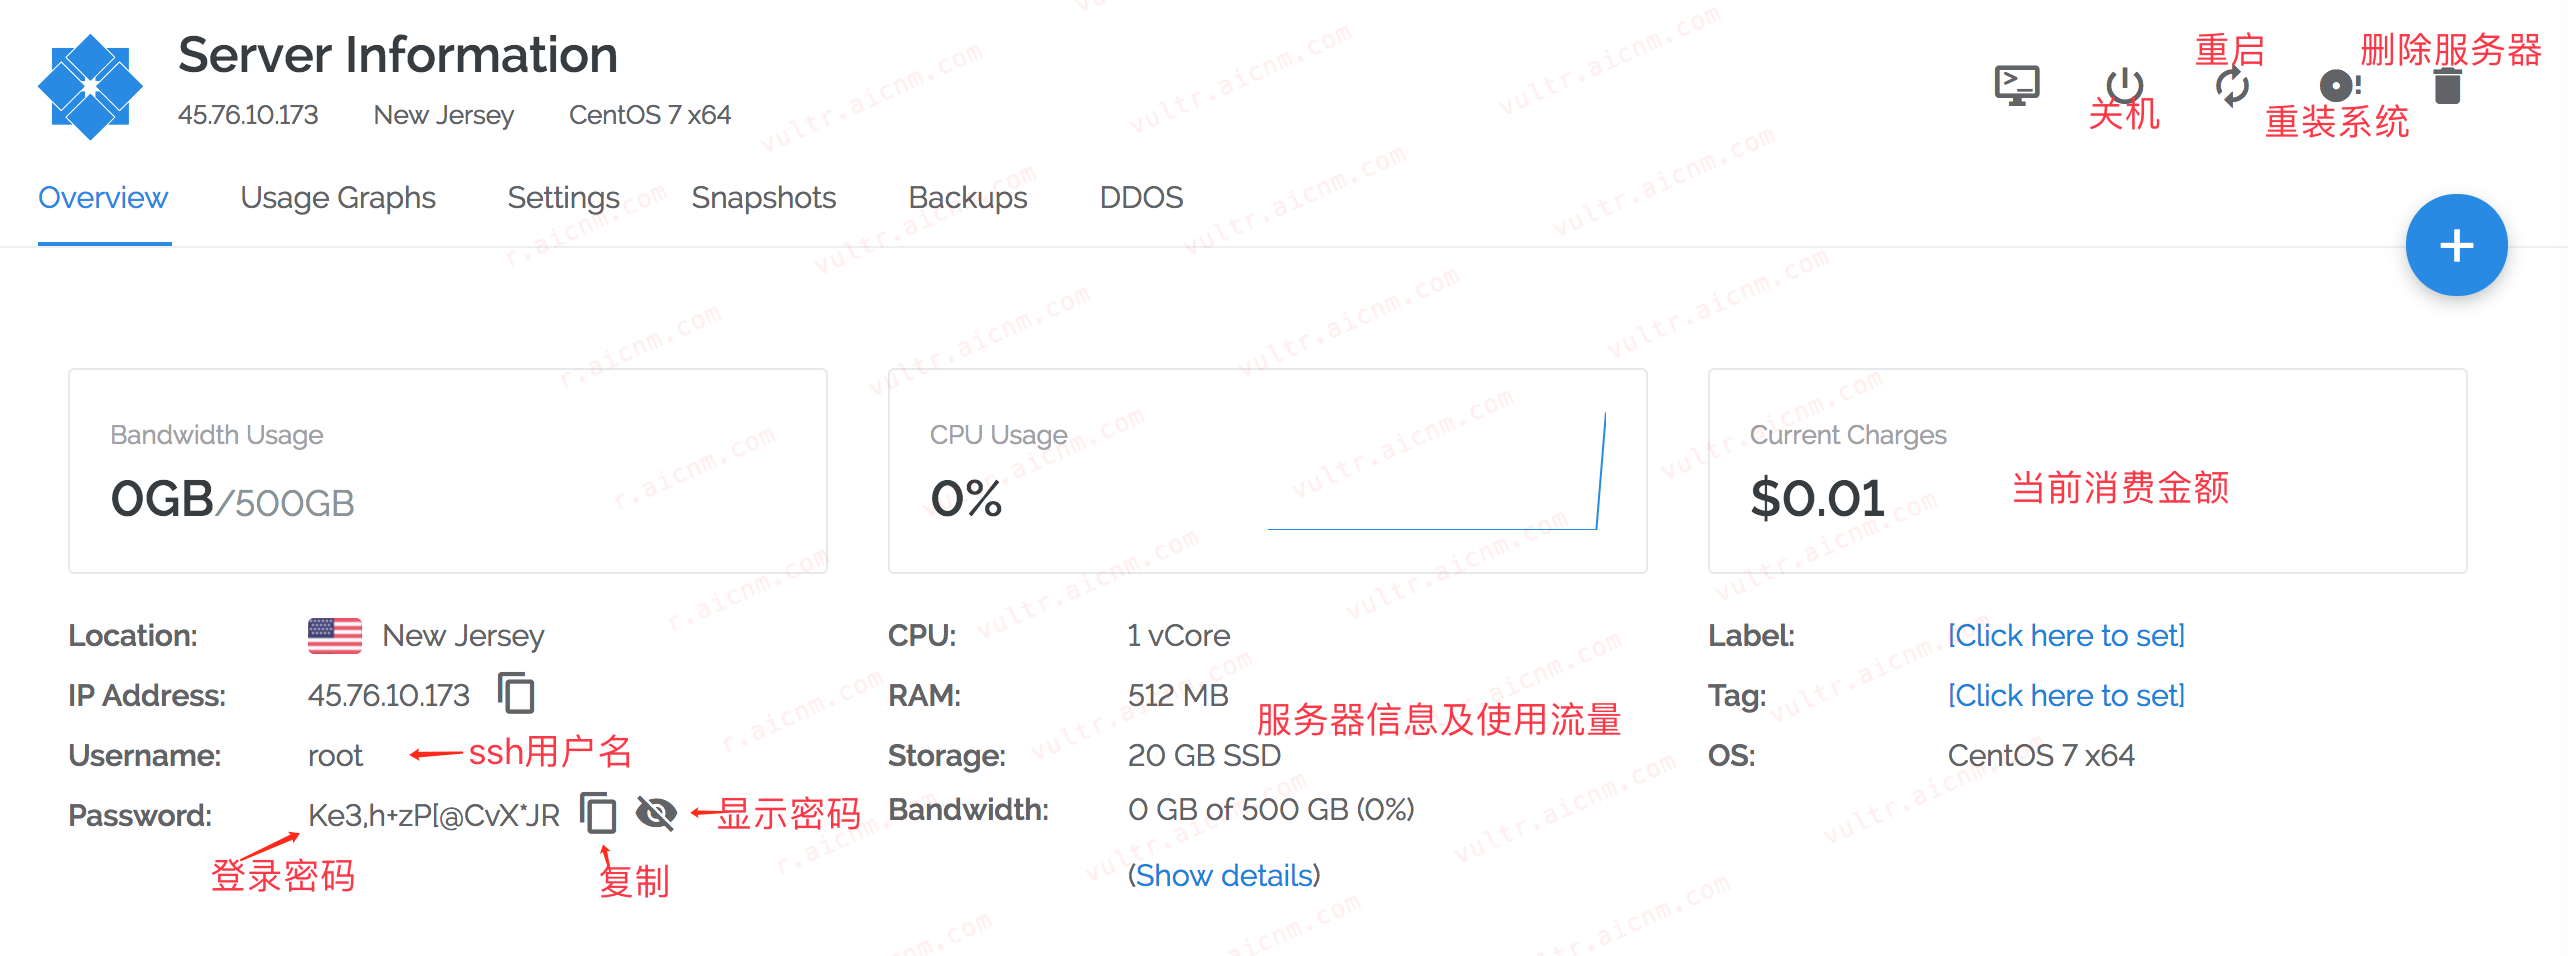 Server Information
45.76.10.173 New Jersey CentOS 7 x64
重启 删除服务器
关机 重装系统
Overview Usage Graphs Settings Snapshots Backups DDOS
Bandwidth Usage
0GB/500GB
CPU Usage
0%
Current Charges
$0.01 当前消费金额
Location: New Jersey
IP Address: 45.76.10.173
Username: root ssh用户名
Password: Ke3,h+zP[@CvX*JR 显示密码
登录密码 复制
CPU: 1 vCore
RAM: 512 MB
服务器信息及使用流量
Storage: 20 GB SSD
Bandwidth: 0 GB of 500 GB (0%)
(Show details)
Label: [Click here to set]
Tag: [Click here to set]
OS: CentOS 7 x64
vultr.aicnm.com